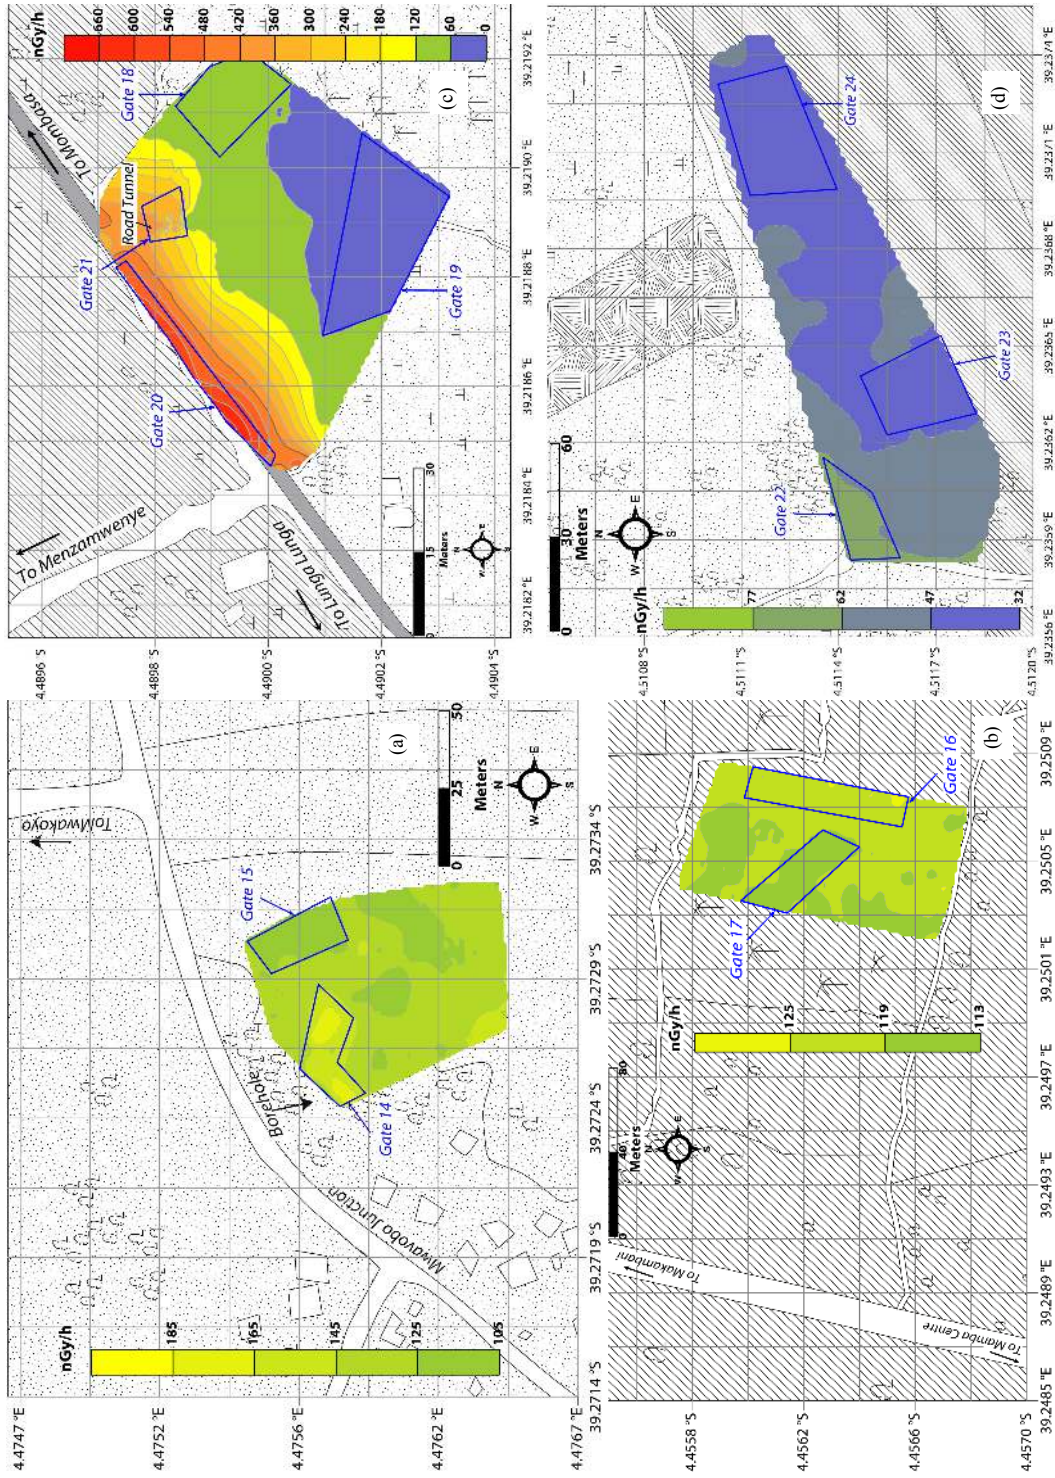 nGy/h
185
165
145
125
105
To Mwakoyo
Borehole
Mwavobo Junction
Gate 14
Gate 15
(a)
0
25
50
Meters
N
E
S
W
4.4747 °E
4.4752 °E
4.4756 °E
4.4762 °E
4.4767 °E
39.2714 °S
39.2719 °S
39.2724 °S
39.2729 °S
39.2734 °S
nGy/h
125
119
113
Gate 16
Gate 17
(b)
0
40
80
Meters
N
E
S
W
To Makambani
To Mamba Centre
4.4558 °S
4.4562 °S
4.4566 °S
4.4570 °S
39.2485 °E
39.2489 °E
39.2493 °E
39.2497 °E
39.2501 °E
39.2505 °E
39.2509 °E
nGy/h
660
600
540
480
420
360
300
240
180
120
60
0
To Mombasa
Road Tunnel
To Menzamwenye
To Lunga Lunga
Gate 18
Gate 19
Gate 20
Gate 21
(c)
0
15
30
Meters
N
E
S
W
4.4896 °S
4.4898 °S
4.4900 °S
4.4902 °S
4.4904 °S
39.2182 °E
39.2184 °E
39.2186 °E
39.2188 °E
39.2190 °E
39.2192 °E
nGy/h
77
62
47
32
Gate 22
Gate 23
Gate 24
(d)
0
30
60
Meters
N
E
S
W
4.5108 °S
4.5111 °S
4.5114 °S
4.5117 °S
4.5120 °S
39.2356 °E
39.2359 °E
39.2362 °E
39.2365 °E
39.2368 °E
39.2371 °E
39.2374 °E